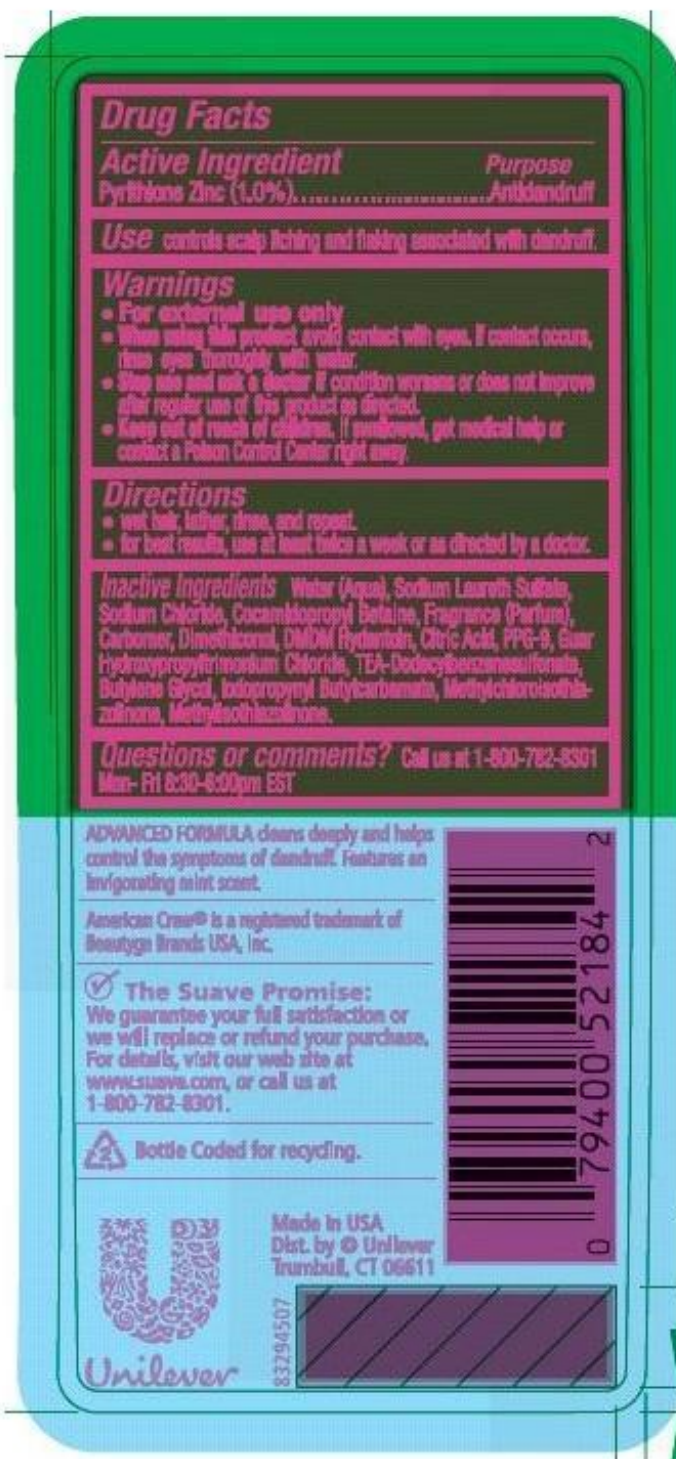 Drug Facts
Active Ingredient Purpose
Pyrithione Zinc (1.0%)............................Antidandruff
Use controls scalp itching and flaking associated with dandruff.
Warnings
• For external use only
• When using this product avoid contact with eyes. If contact occurs,
rinse eyes thoroughly with water.
• Stop use and ask a doctor if condition worsens or does not improve
after regular use of this product as directed.
• Keep out of reach of children. If swallowed, get medical help or
contact a Poison Control Center right away.
Directions
• wet hair, lather, rinse, and repeat.
• for best results, use at least twice a week or as directed by a doctor.
Inactive Ingredients Water (Aqua), Sodium Laureth Sulfate,
Sodium Chloride, Cocamidopropyl Betaine, Fragrance (Parfum),
Carbomer, Dimethiconol, DMDM Hydantoin, Citric Acid, PPG-9, Guar
Hydroxypropyltrimonium Chloride, TEA-Dodecylbenzenesulfonate,
Butylene Glycol, Iodopropynyl Butylcarbamate, Methylchloroisothia-
zolinone, Methylisothiazolinone.
Questions or comments? Call us at 1-800-782-8301
Mon- Fri 8:30-6:00pm EST
ADVANCED FORMULA cleans deeply and helps
control the symptoms of dandruff. Features an
invigorating mint scent.
American Crew® is a registered trademark of
Beautyge Brands USA, Inc.
The Suave Promise:
We guarantee your full satisfaction or
we will replace or refund your purchase.
For details, visit our web site at
www.suave.com, or call us at
1-800-782-8301.
2 Bottle Coded for recycling.
Made in USA
Dist. by © Unilever
Trumbull, CT 06611
Unilever
83294507
0 79400 52184 2